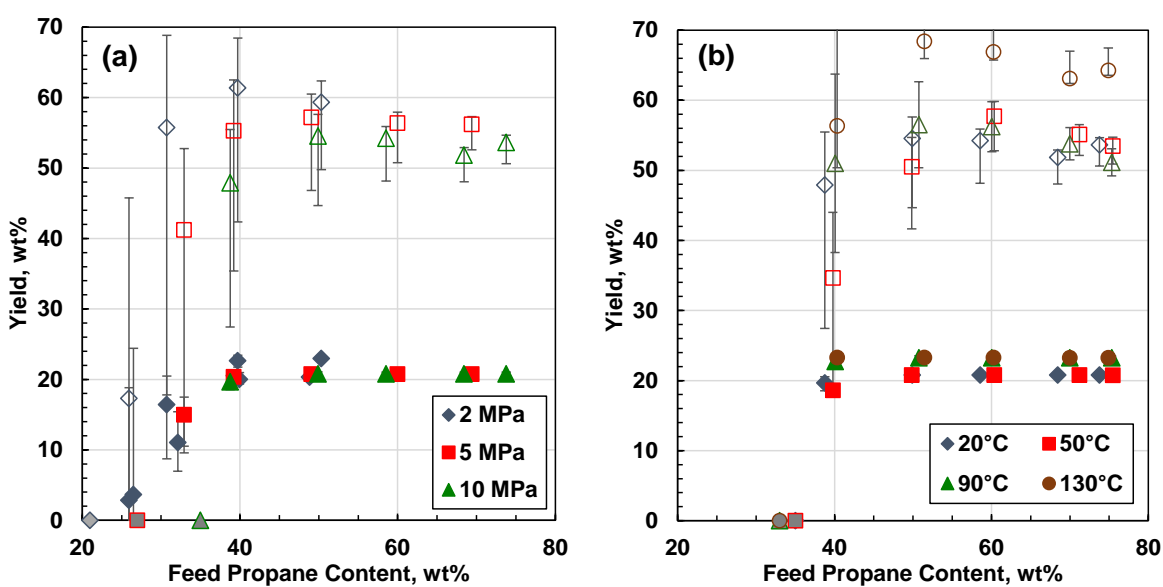 (a)
Yield, wt%
70
60
50
40
30
20
10
0
20 40 60 80
Feed Propane Content, wt%
2 MPa
5 MPa
10 MPa
(b)
Yield, wt%
70
60
50
40
30
20
10
0
20 40 60 80
Feed Propane Content, wt%
20°C 50°C
90°C 130°C